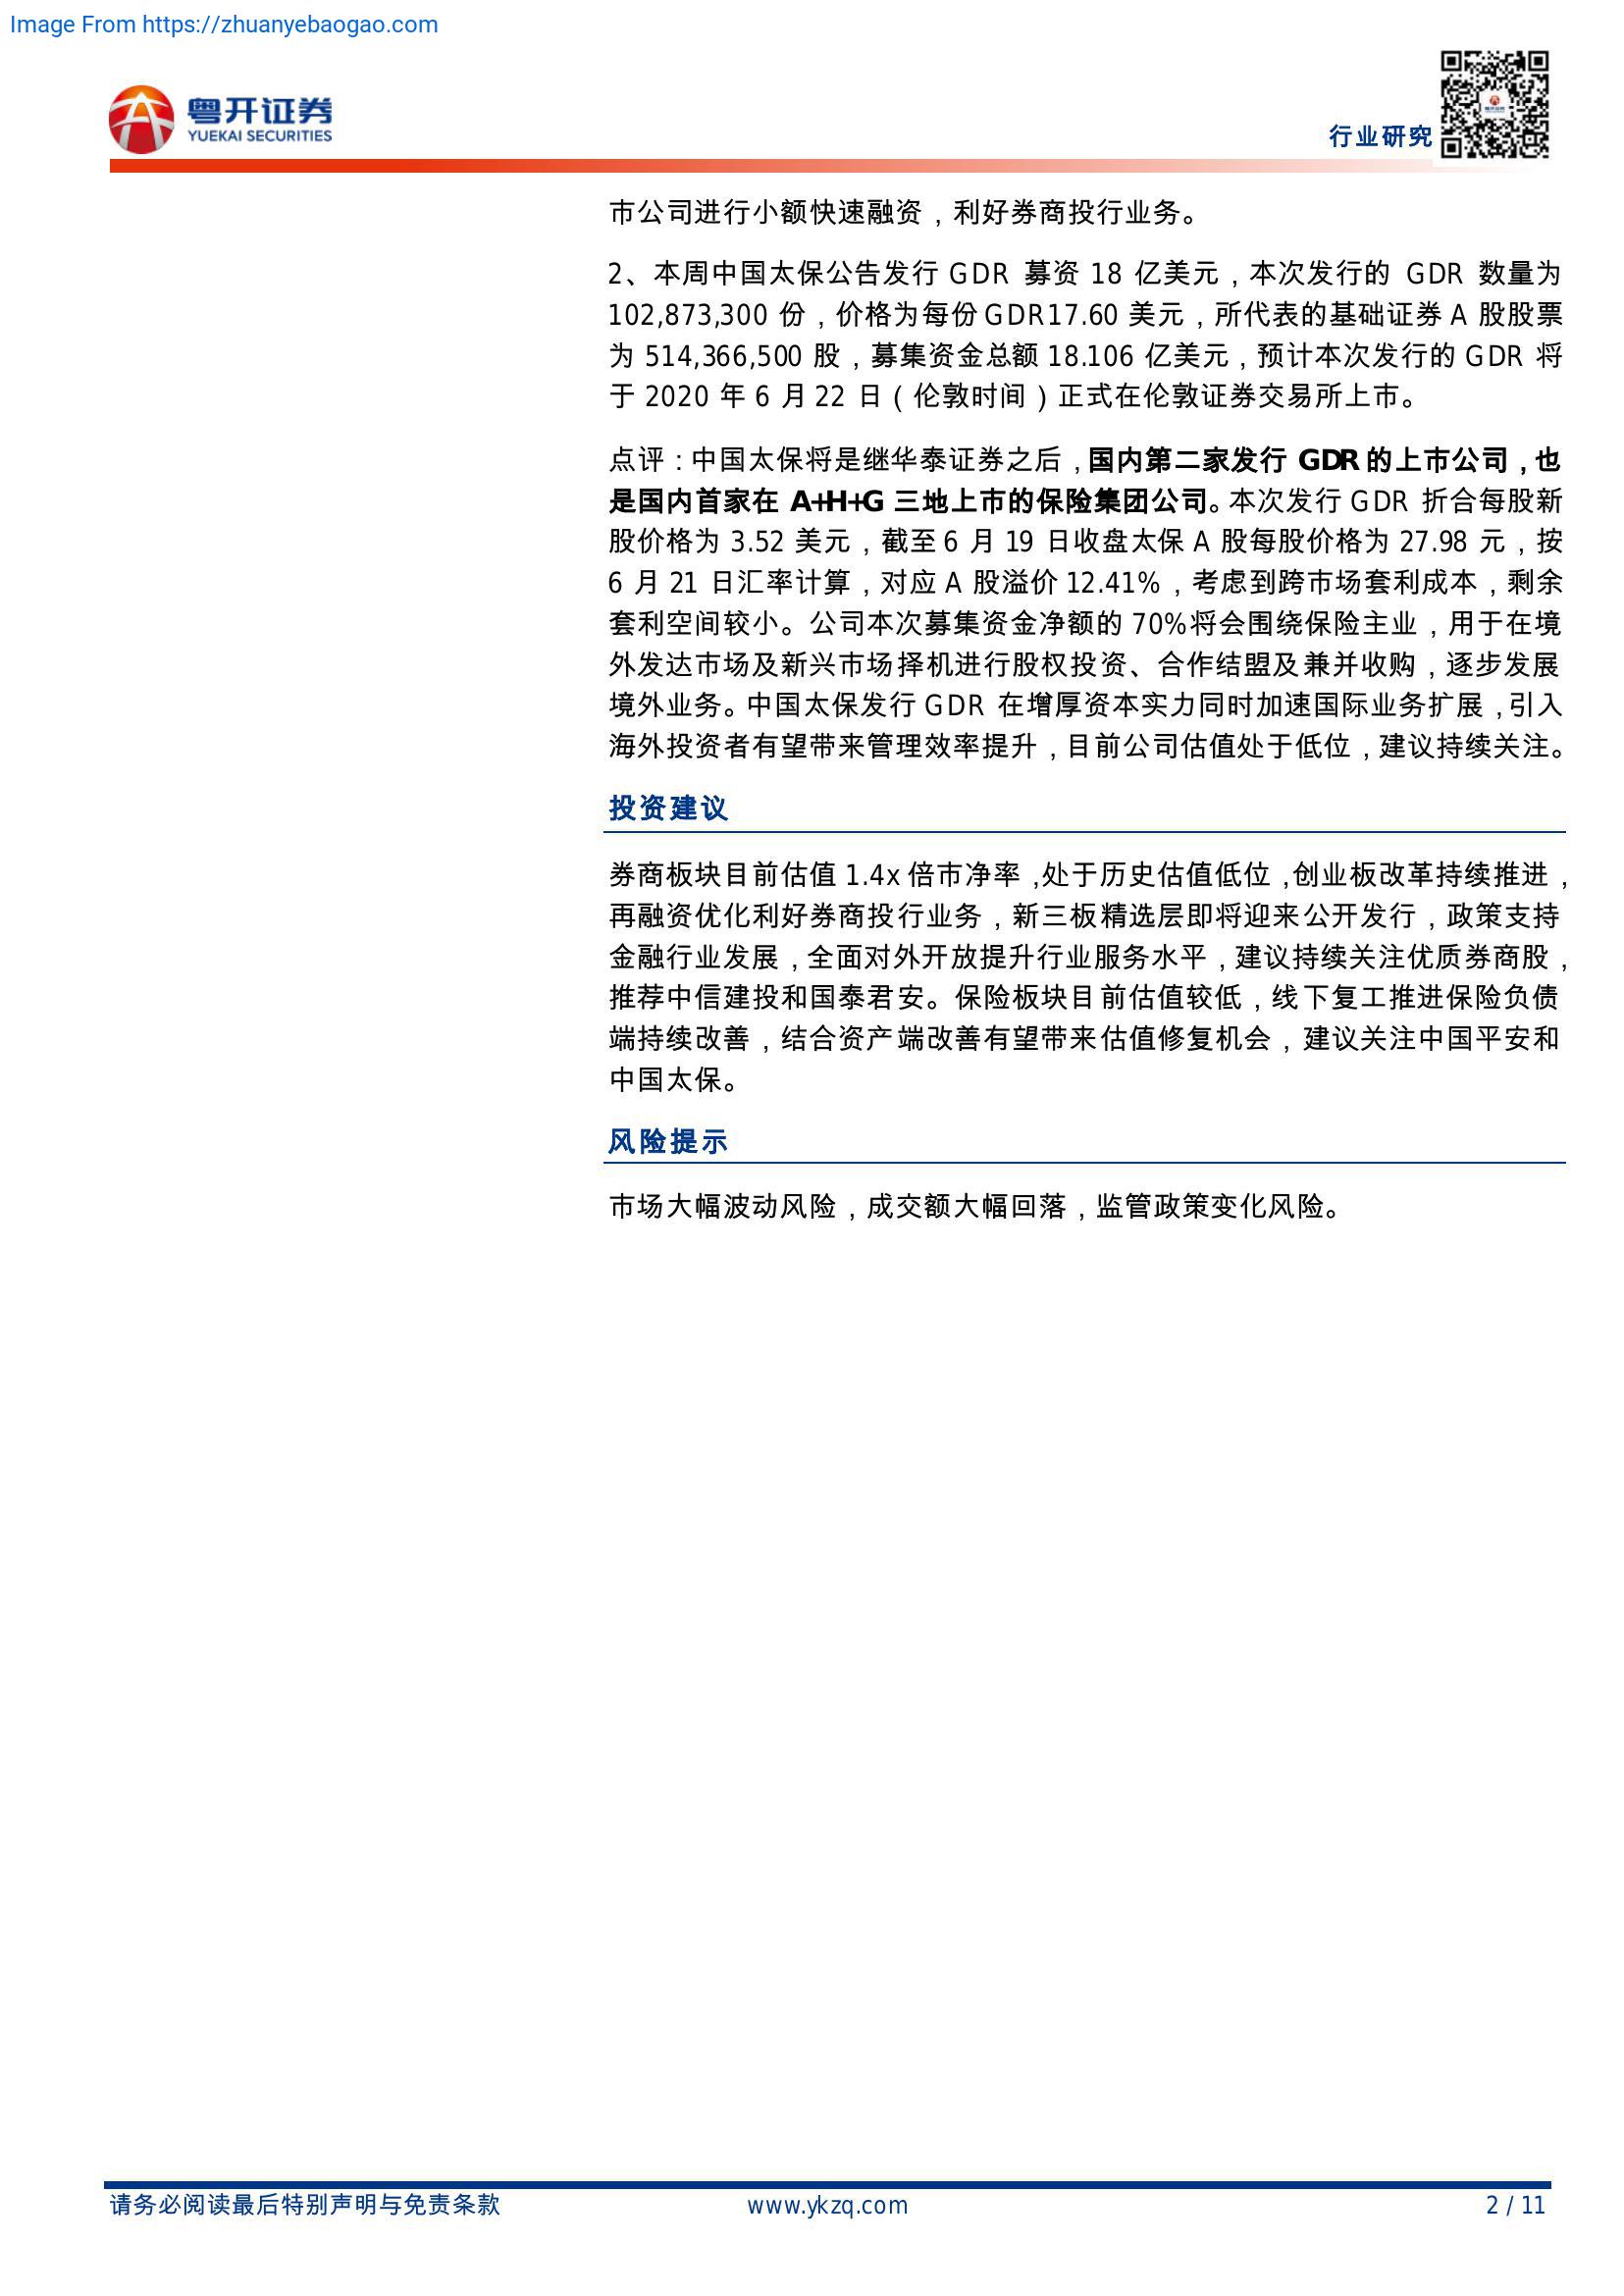 Image From https://zhuanyebaogao.com
粤开证券
YUEKAI SECURITIES
行业研究
市公司进行小额快速融资，利好券商投行业务。
2、本周中国太保公告发行 GDR 募资 18 亿美元，本次发行的 GDR 数量为
102,873,300 份，价格为每份 GDR17.60 美元，所代表的基础证券 A 股股票
为 514,366,500 股，募集资金总额 18.106 亿美元，预计本次发行的 GDR 将
于 2020 年 6 月 22 日（伦敦时间）正式在伦敦证券交易所上市。
点评：中国太保将是继华泰证券之后，国内第二家发行 GDR 的上市公司，也
是国内首家在 A+H+G 三地上市的保险集团公司。本次发行 GDR 折合每股新
股价格为 3.52 美元，截至 6 月 19 日收盘太保 A 股每股价格为 27.98 元，按
6 月 21 日汇率计算，对应 A 股溢价 12.41%，考虑到跨市场套利成本，剩余
套利空间较小。公司本次募集资金净额的 70%将会围绕保险主业，用于在境
外发达市场及新兴市场择机进行股权投资、合作结盟及兼并收购，逐步发展
境外业务。中国太保发行 GDR 在增厚资本实力同时加速国际业务扩展，引入
海外投资者有望带来管理效率提升，目前公司估值处于低位，建议持续关注。
投资建议
券商板块目前估值 1.4x 倍市净率，处于历史估值低位，创业板改革持续推进，
再融资优化利好券商投行业务，新三板精选层即将迎来公开发行，政策支持
金融行业发展，全面对外开放提升行业服务水平，建议持续关注优质券商股，
推荐中信建投和国泰君安。保险板块目前估值较低，线下复工推进保险负债
端持续改善，结合资产端改善有望带来估值修复机会，建议关注中国平安和
中国太保。
风险提示
市场大幅波动风险，成交额大幅回落，监管政策变化风险。
请务必阅读最后特别声明与免责条款
www.ykzq.com
2 / 11